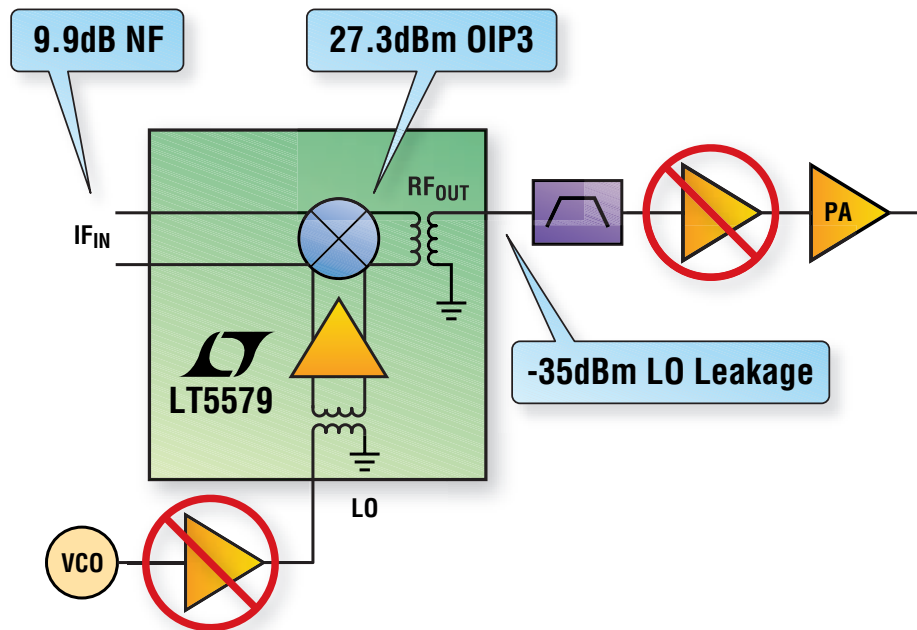 9.9dB NF
27.3dBm OIP3
RFOUT
IFIN
PA
-35dBm LO Leakage
LT5579
LO
VCO